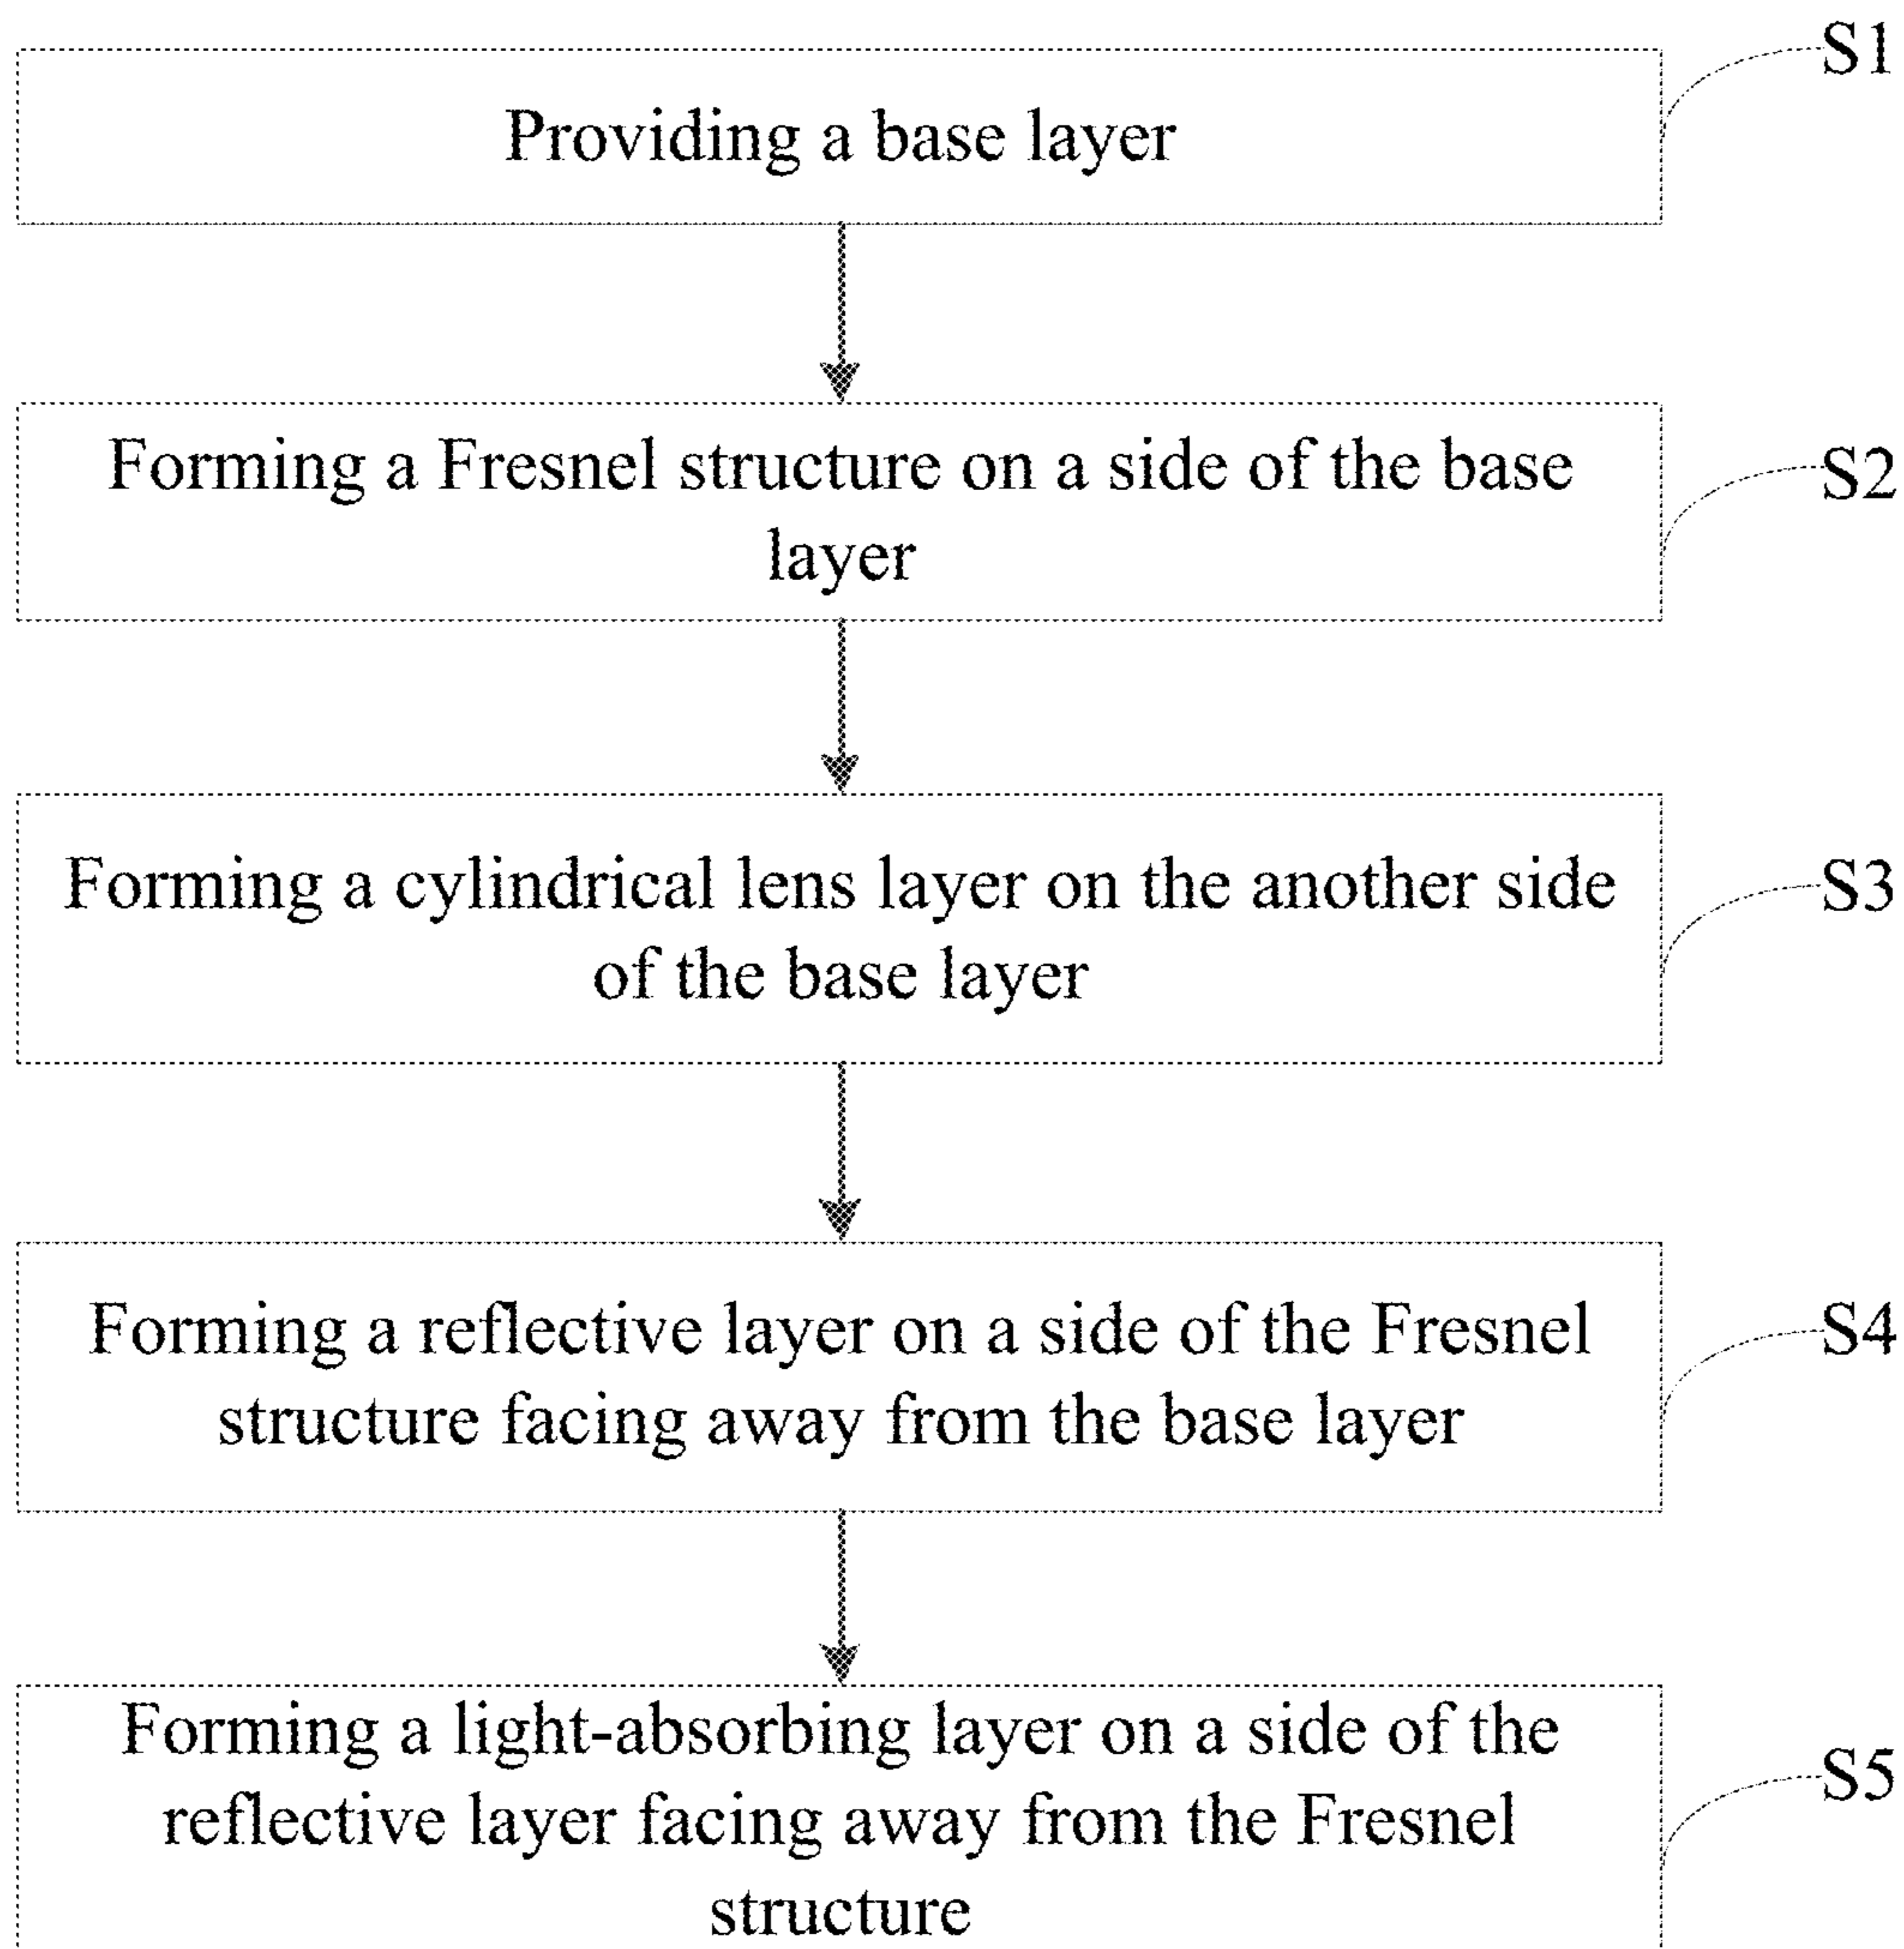 S1
Providing a base layer
Forming a Fresnel structure on a side of the base
layer
S2
Forming a cylindrical lens layer on the another side
of the base layer
S3
Forming a reflective layer on a side of the Fresnel
structure facing away from the base layer
S4
Forming a light-absorbing layer on a side of the
reflective layer facing away from the Fresnel
structure
S5